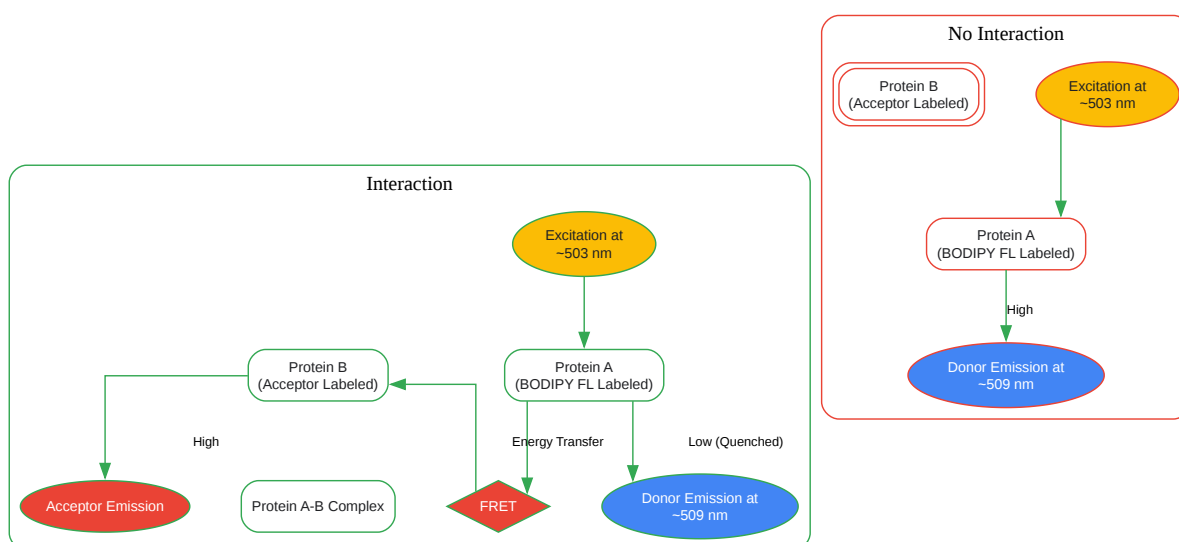 No Interaction
Protein B
(Acceptor Labeled)
Excitation at
~503 nm
Protein A
(BODIPY FL Labeled)
High
Donor Emission at
~509 nm
Interaction
Excitation at
~503 nm
Protein B
(Acceptor Labeled)
Protein A
(BODIPY FL Labeled)
High
Energy Transfer
Low (Quenched)
Acceptor Emission
Protein A-B Complex
FRET
Donor Emission at
~509 nm